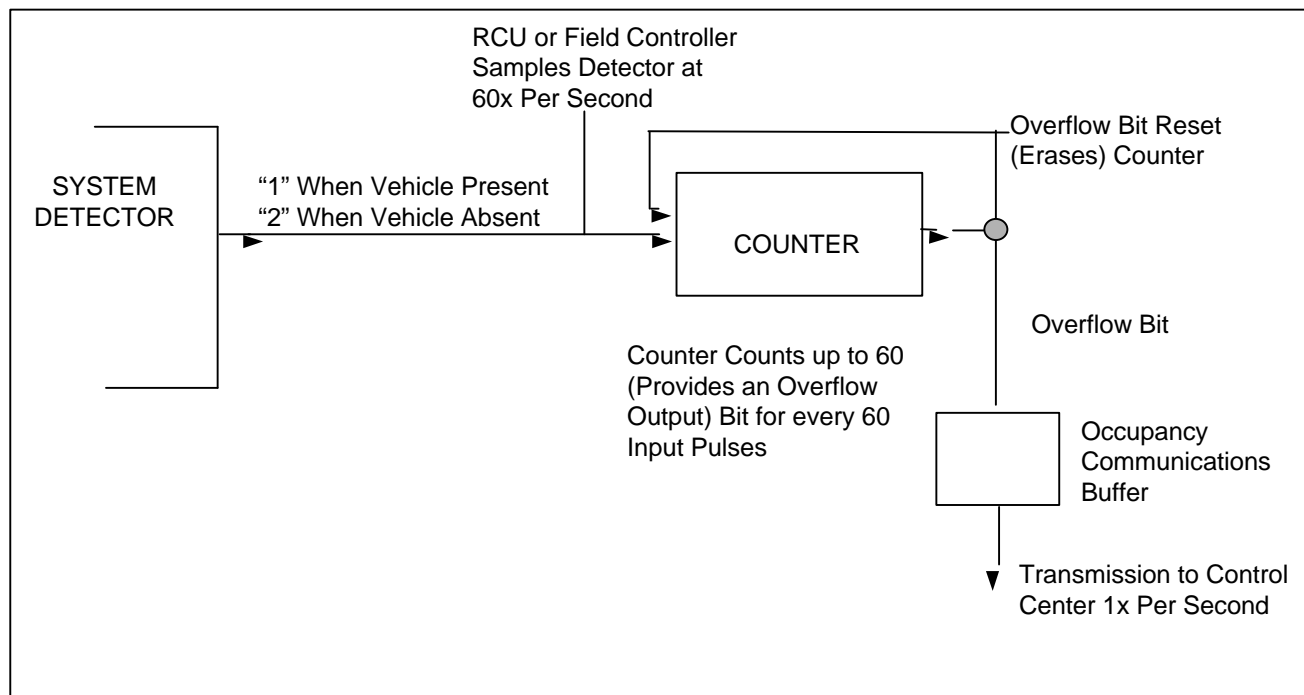 RCU or Field Controller
Samples Detector at
60x Per Second
Overflow Bit Reset
(Erases) Counter
SYSTEM
DETECTOR
“1” When Vehicle Present
“2” When Vehicle Absent
COUNTER
Overflow Bit
Counter Counts up to 60
(Provides an Overflow
Output) Bit for every 60
Input Pulses
Occupancy
Communications
Buffer
Transmission to Control
Center 1x Per Second